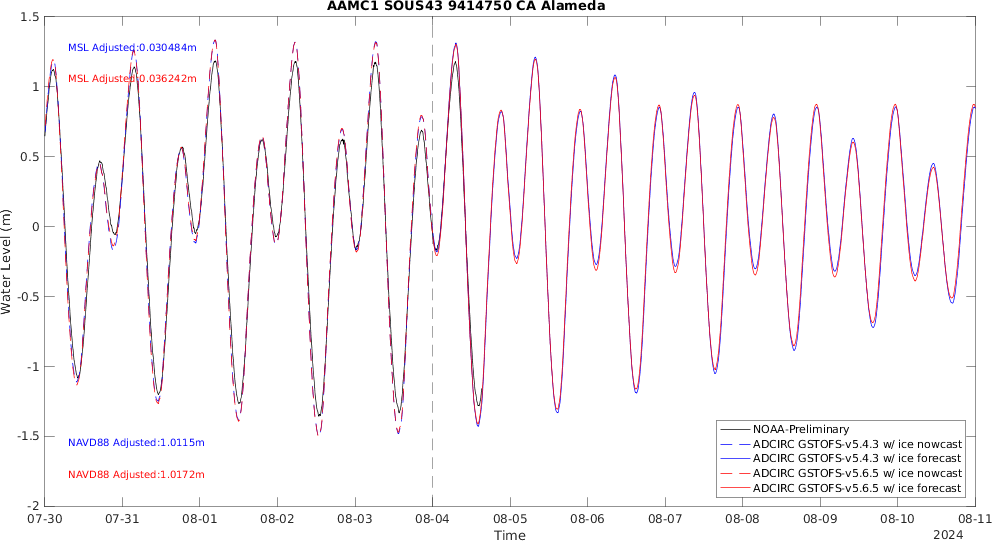 AAMC1 SOUS43 9414750 CA Alameda
1.5
MSL Adjusted:0.030484m
MSL Adjusted:0.036242m
1
0.5
0
Water Level (m)
-0.5
-1
-1.5
NAVD88 Adjusted:1.0115m
NAVD88 Adjusted:1.0172m
-2
NOAA-Preliminary
ADCIRC GSTOFS-v5.4.3 w/ ice nowcast
ADCIRC GSTOFS-v5.4.3 w/ ice forecast
ADCIRC GSTOFS-v5.6.5 w/ ice nowcast
ADCIRC GSTOFS-v5.6.5 w/ ice forecast
07-30 07-31 08-01 08-02 08-03 08-04 08-05 08-06 08-07 08-08 08-09 08-10 08-11
Time
2024